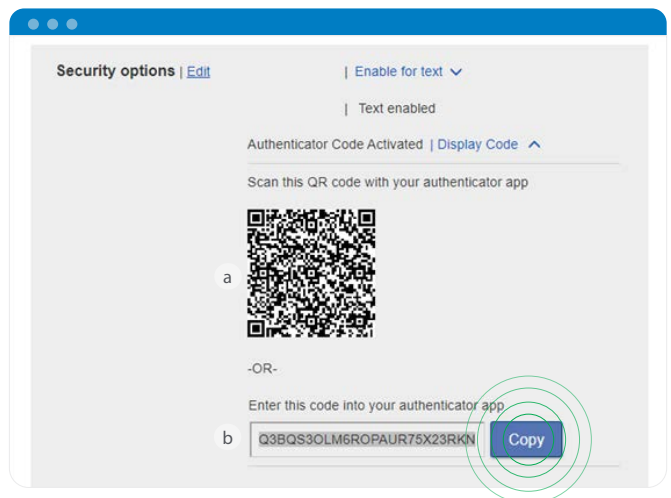 Security options | Edit
| Enable for text
| Text enabled
Authenticator Code Activated | Display Code
Scan this QR code with your authenticator app
a
-OR-
Enter this code into your authenticator app
b
Q3BQS3OLM6ROPAUR75X23RKN
Copy